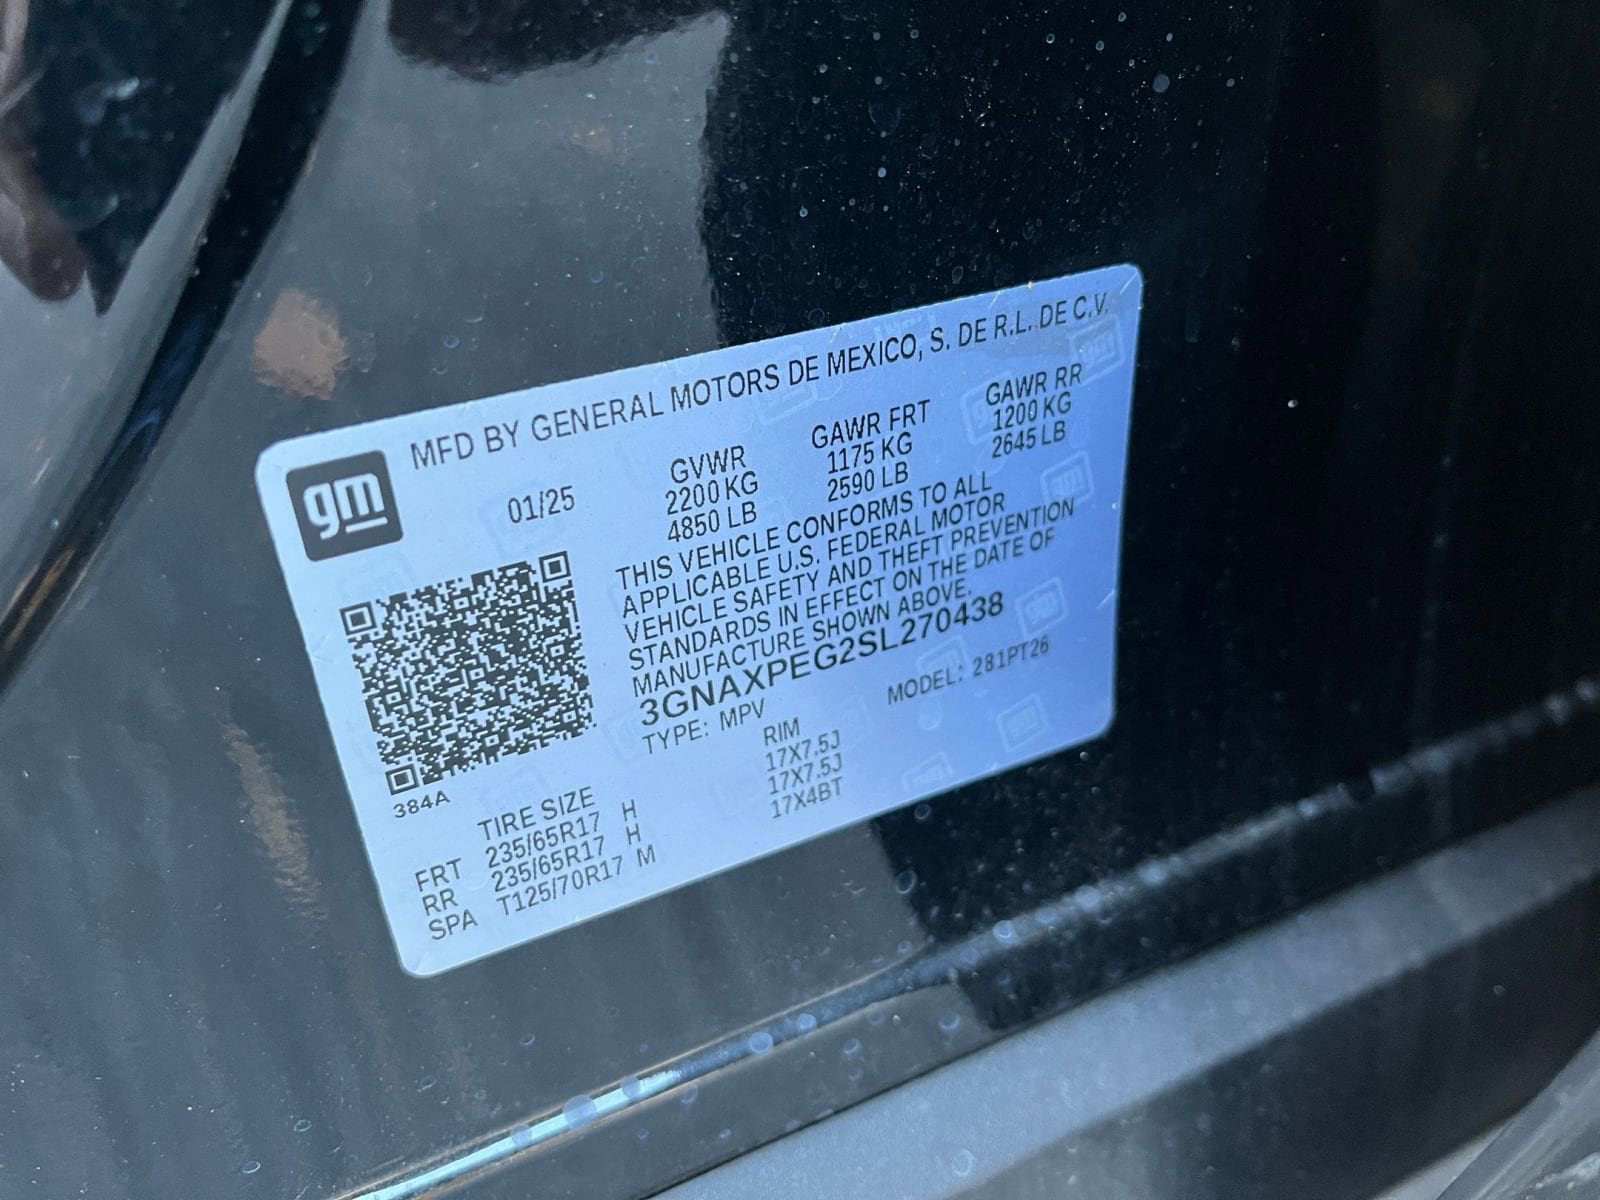 gm
MFD BY GENERAL MOTORS DE MEXICO, S. DE R.L. DE C.V.
01/25
GVWR GAWR FRT GAWR RR
2200 KG 1175 KG 1200 KG
4850 LB 2590 LB 2645 LB
THIS VEHICLE CONFORMS TO ALL
APPLICABLE U.S. FEDERAL MOTOR
VEHICLE SAFETY AND THEFT PREVENTION
STANDARDS IN EFFECT ON THE DATE OF
MANUFACTURE SHOWN ABOVE.
3GNAXPEG2SL270438
TYPE: MPV MODEL: 281PT26
384A
TIRE SIZE RIM
FRT 235/65R17 H 17X7.5J
RR 235/65R17 H 17X7.5J
SPA T125/70R17 M 17X4BT